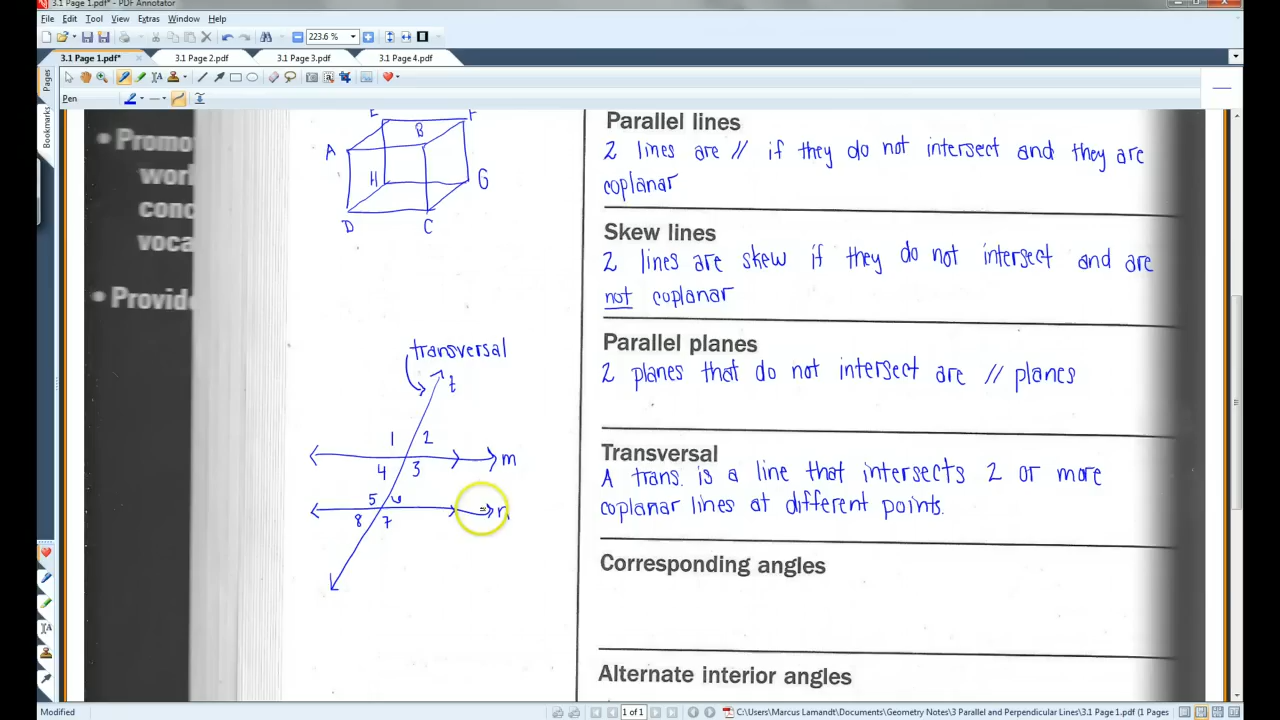 3.1 Page 1.pdf* - PDF Annotator
File Edit Tool View Extras Window Help
223.6 %
3.1 Page 1.pdf* 3.1 Page 2.pdf 3.1 Page 3.pdf 3.1 Page 4.pdf
Pen
Pages
Bookmarks
• Promo
work
conc
voca
• Provide
E F
A B
H G
D C
transversal
t
1 2
4 3 m
5 6
8 7 n
Parallel lines
2 lines are // if they do not intersect and they are
coplanar
Skew lines
2 lines are skew if they do not intersect and are
not coplanar
Parallel planes
2 planes that do not intersect are // planes
Transversal
A trans. is a line that intersects 2 or more
coplanar lines at different points.
Corresponding angles
Alternate interior angles
Modified 1 of 1 C:\Users\Marcus Lamandt\Documents\Geometry Notes\3 Parallel and Perpendicular Lines\3.1 Page 1.pdf (1 Pages